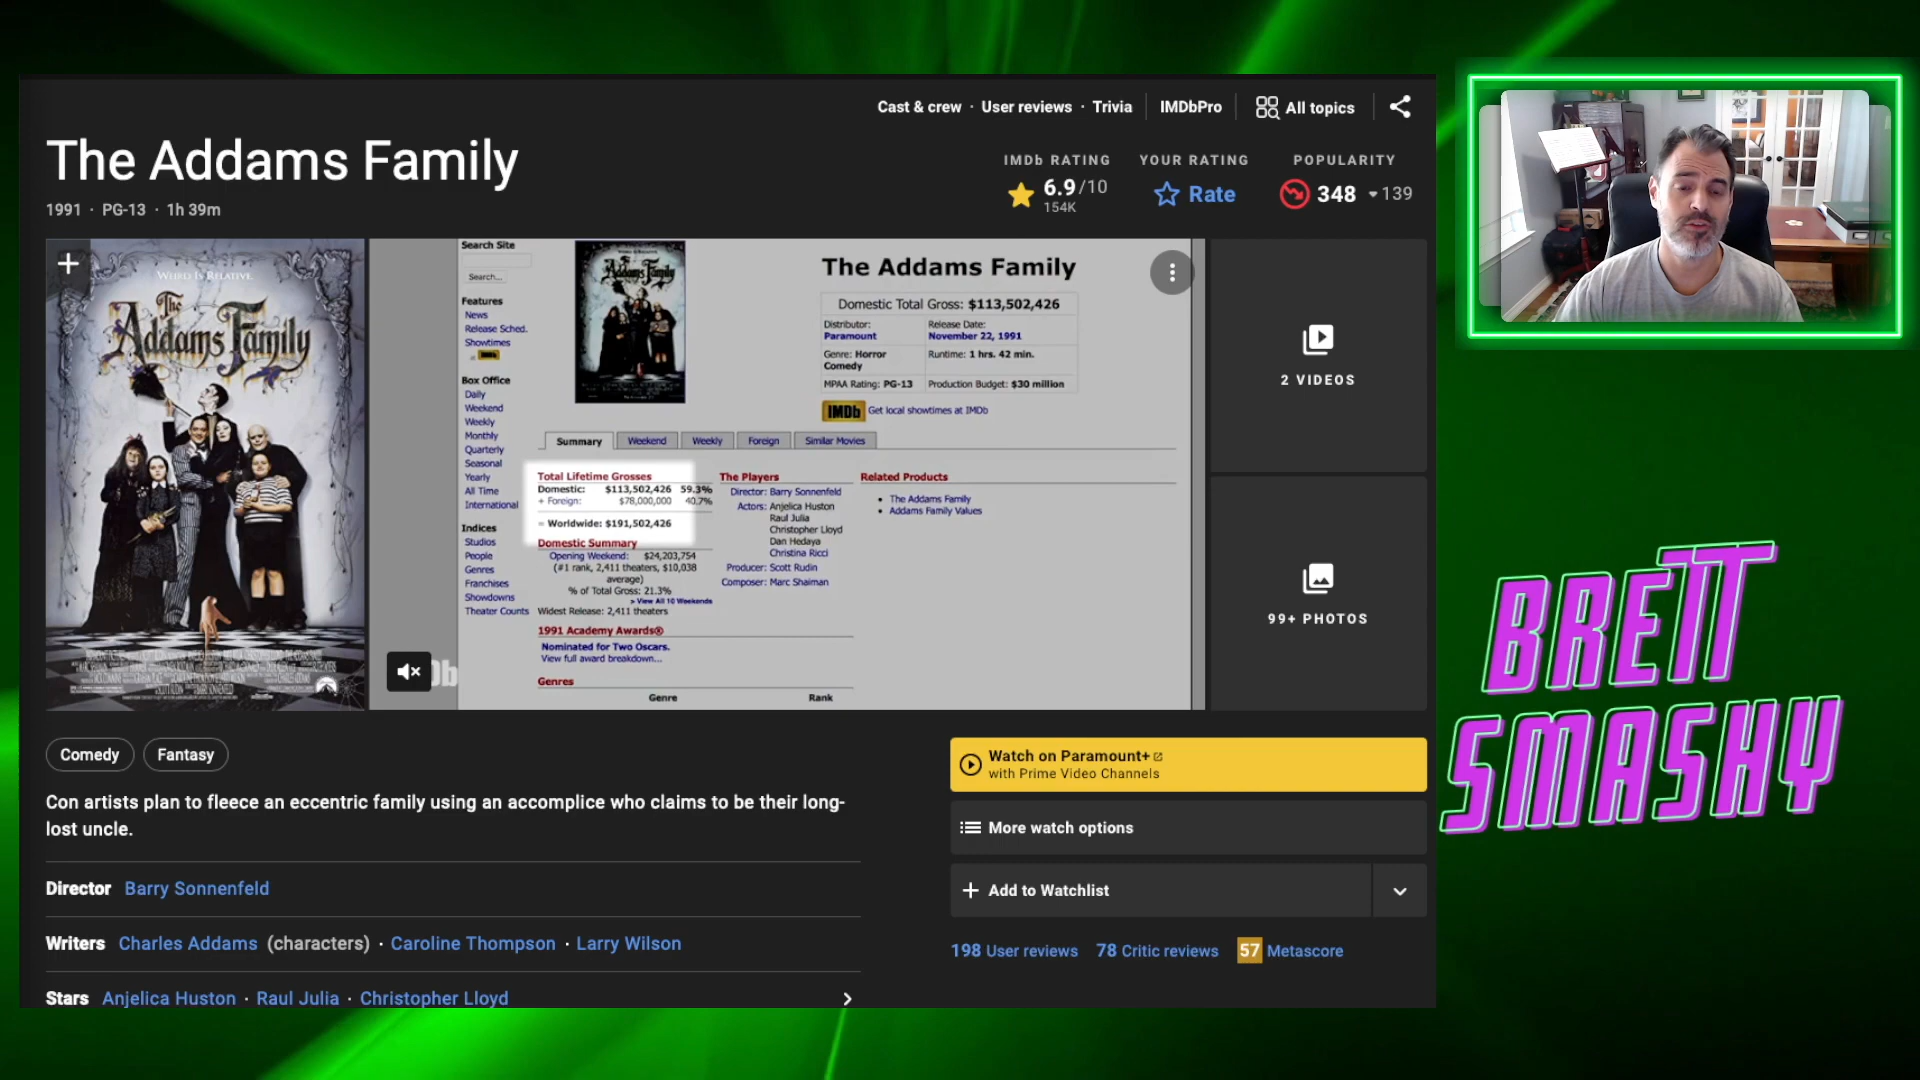 Cast & crew · User reviews · Trivia IMDbPro All topics
The Addams Family
1991 · PG-13 · 1h 39m
IMDb RATING
6.9/10
154K
YOUR RATING
Rate
POPULARITY
348 139
WEIRD IS RELATIVE.
The
Addams Family
Search Site
Search...
Features
News
Release Sched.
Showtimes
Box Office
Daily
Weekend
Weekly
Monthly
Quarterly
Seasonal
Yearly
All Time
International
Indices
Studios
People
Genres
Franchises
Showdowns
Theater Counts
Addams Family
The Addams Family
Domestic Total Gross: $113,502,426
Distributor: Release Date:
Paramount November 22, 1991
Genre: Horror Runtime: 1 hrs. 42 min.
Comedy
MPAA Rating: PG-13 Production Budget: $30 million
IMDb Get local showtimes at IMDb
Summary Weekend Weekly Foreign Similar Movies
Total Lifetime Grosses
Domestic: $113,502,426 59.3%
+ Foreign: $78,000,000 40.7%
= Worldwide: $191,502,426
Domestic Summary
Opening Weekend: $24,203,754
(#1 rank, 2,411 theaters, $10,038
average)
% of Total Gross: 21.3%
> View All 10 Weekends
Widest Release: 2,411 theaters
The Players
Director: Barry Sonnenfeld
Actors: Anjelica Huston
Raul Julia
Christopher Lloyd
Dan Hedaya
Christina Ricci
Producer: Scott Rudin
Composer: Marc Shaiman
Related Products
• The Addams Family
• Addams Family Values
1991 Academy Awards®
Nominated for Two Oscars.
View full award breakdown...
Genres
Genre Rank
2 VIDEOS
99+ PHOTOS
Comedy Fantasy
Con artists plan to fleece an eccentric family using an accomplice who claims to be their long-
lost uncle.
Director Barry Sonnenfeld
Writers Charles Addams (characters) · Caroline Thompson · Larry Wilson
Stars Anjelica Huston · Raul Julia · Christopher Lloyd
Watch on Paramount+
with Prime Video Channels
More watch options
Add to Watchlist
198 User reviews 78 Critic reviews 57 Metascore
BRETT
SMASHY